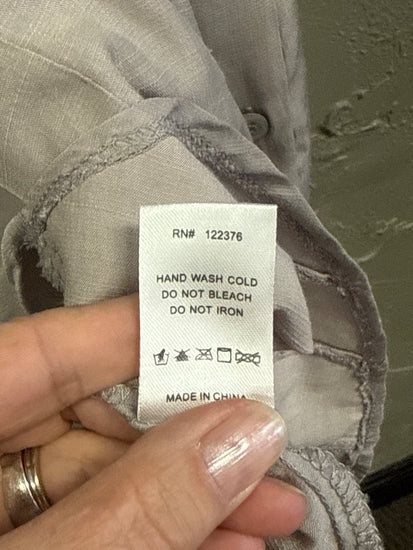 RN# 122376
HAND WASH COLD
DO NOT BLEACH
DO NOT IRON
MADE IN CHINA